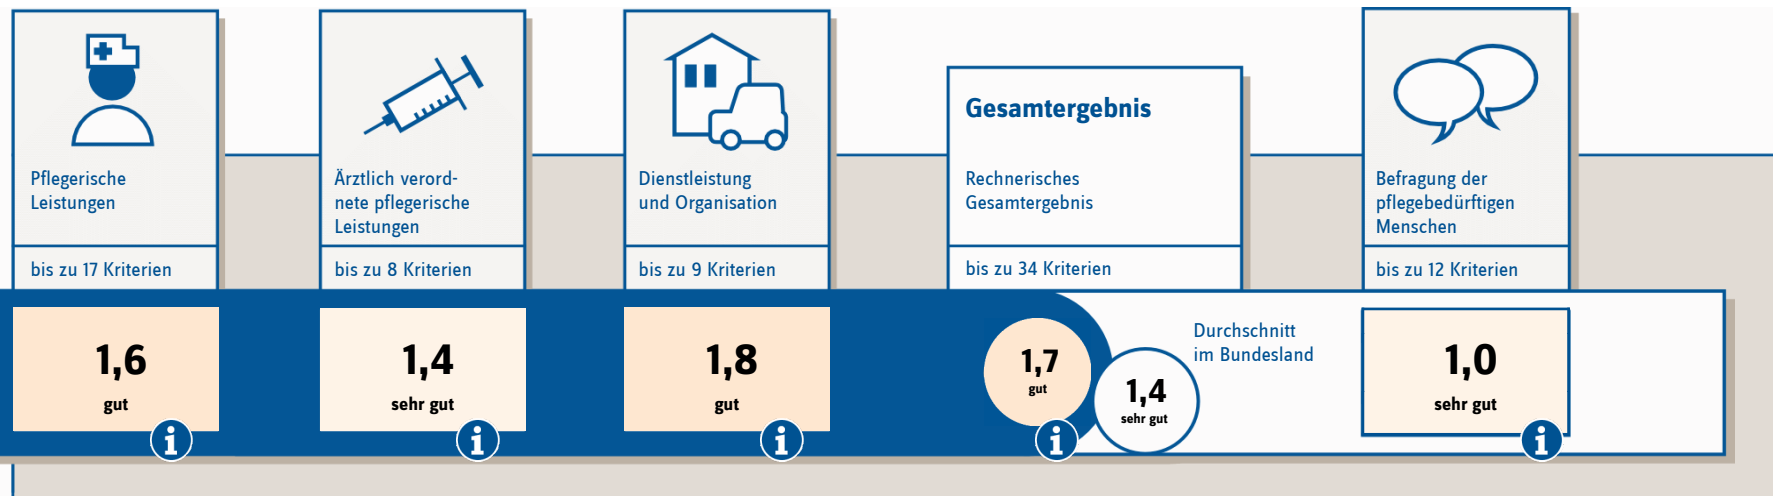 Pflegerische
Leistungen
bis zu 17 Kriterien
1,6
gut
i
Ärztlich verord-
nete pflegerische
Leistungen
bis zu 8 Kriterien
1,4
sehr gut
i
Dienstleistung
und Organisation
bis zu 9 Kriterien
1,8
gut
i
Gesamtergebnis
Rechnerisches
Gesamtergebnis
bis zu 34 Kriterien
1,7
gut
i
Durchschnitt
im Bundesland
1,4
sehr gut
Befragung der
pflegebedürftigen
Menschen
bis zu 12 Kriterien
1,0
sehr gut
i